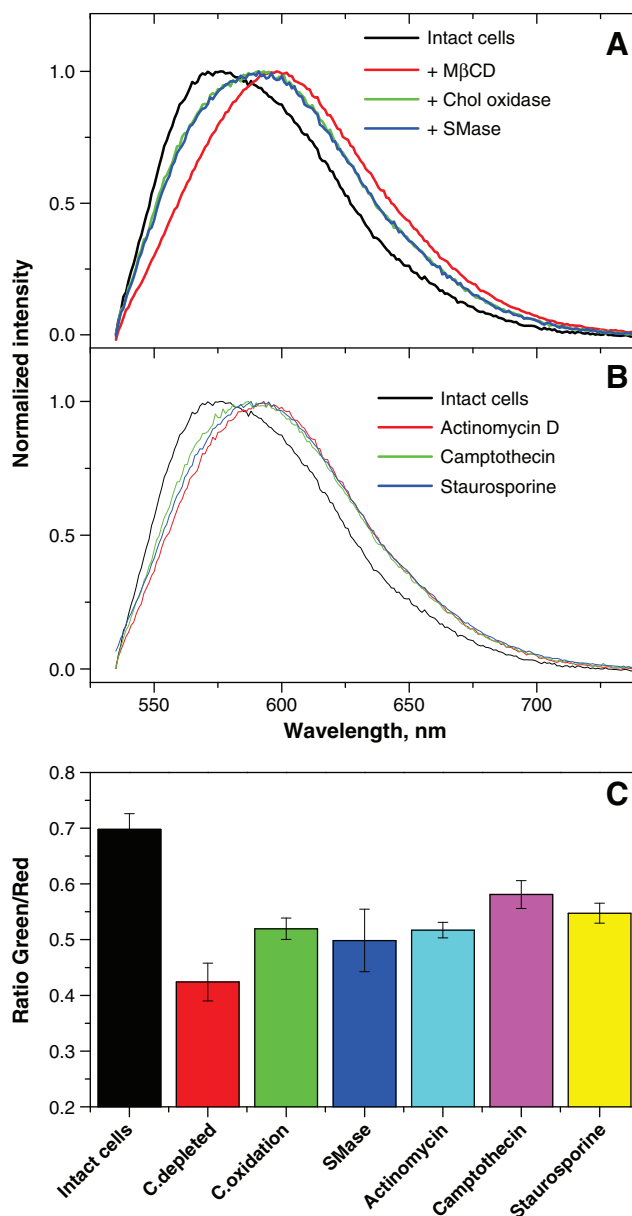 A
Intact cells
+ MβCD
+ Chol oxidase
+ SMase
1.0
0.5
0.0
B
Intact cells
Actinomycin D
Camptothecin
Staurosporine
1.0
0.5
0.0
Normalized intensity
550 600 650 700
Wavelength, nm
C
0.8
0.7
0.6
0.5
0.4
0.3
0.2
Ratio Green/Red
Intact cells
C.depleted
C.oxidation
SMase
Actinomycin
Camptothecin
Staurosporine